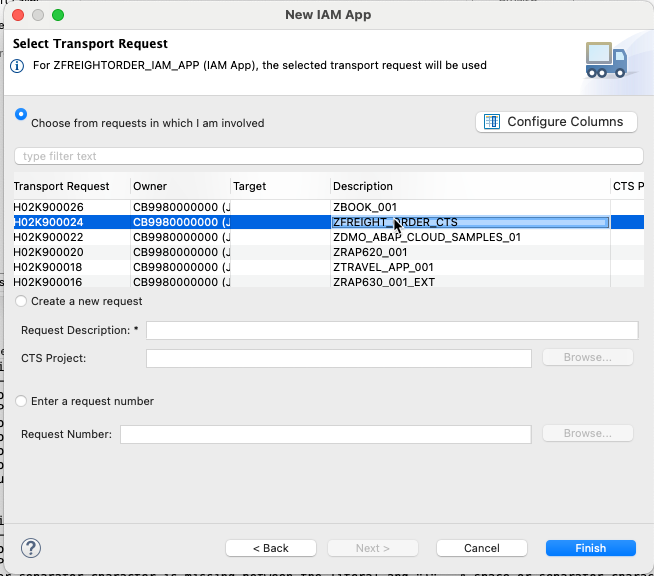 New IAM App
Select Transport Request
For ZFREIGHTORDER_IAM_APP (IAM App), the selected transport request will be used
Choose from requests in which I am involved
Configure Columns
type filter text
Transport Request Owner Target Description CTS P
H02K900026 CB9980000000 (J ZBOOK_001
H02K900024 CB9980000000 (J ZFREIGHT_ORDER_CTS
H02K900022 CB9980000000 (J ZDMO_ABAP_CLOUD_SAMPLES_01
H02K900020 CB9980000000 (J ZRAP620_001
H02K900018 CB9980000000 (J ZTRAVEL_APP_001
H02K900016 CB9980000000 (J ZRAP630_001_EXT
Create a new request
Request Description: *
CTS Project: Browse...
Enter a request number
Request Number: Browse...
? < Back Next > Cancel Finish